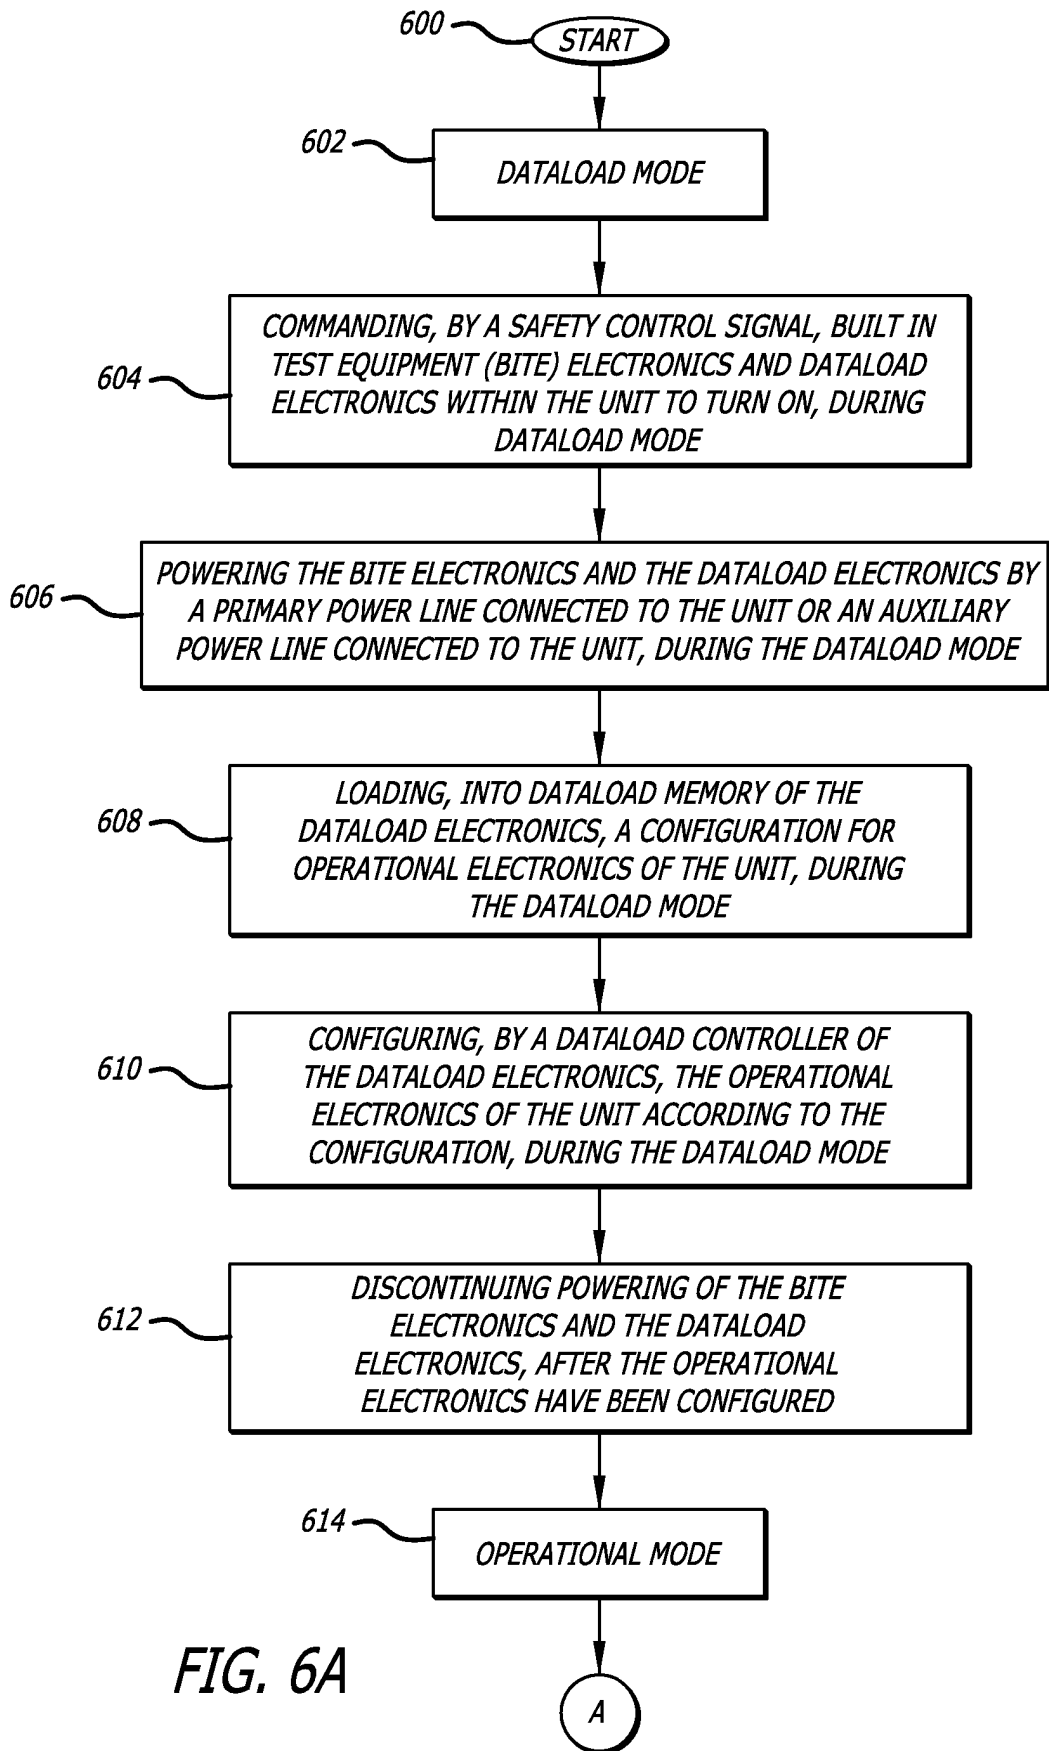 600
START
602
DATALOAD MODE
604
COMMANDING, BY A SAFETY CONTROL SIGNAL, BUILT IN
TEST EQUIPMENT (BITE) ELECTRONICS AND DATALOAD
ELECTRONICS WITHIN THE UNIT TO TURN ON, DURING
DATALOAD MODE
606
POWERING THE BITE ELECTRONICS AND THE DATALOAD ELECTRONICS BY
A PRIMARY POWER LINE CONNECTED TO THE UNIT OR AN AUXILIARY
POWER LINE CONNECTED TO THE UNIT, DURING THE DATALOAD MODE
608
LOADING, INTO DATALOAD MEMORY OF THE
DATALOAD ELECTRONICS, A CONFIGURATION FOR
OPERATIONAL ELECTRONICS OF THE UNIT, DURING
THE DATALOAD MODE
610
CONFIGURING, BY A DATALOAD CONTROLLER OF
THE DATALOAD ELECTRONICS, THE OPERATIONAL
ELECTRONICS OF THE UNIT ACCORDING TO THE
CONFIGURATION, DURING THE DATALOAD MODE
612
DISCONTINUING POWERING OF THE BITE
ELECTRONICS AND THE DATALOAD
ELECTRONICS, AFTER THE OPERATIONAL
ELECTRONICS HAVE BEEN CONFIGURED
614
OPERATIONAL MODE
FIG. 6A
A